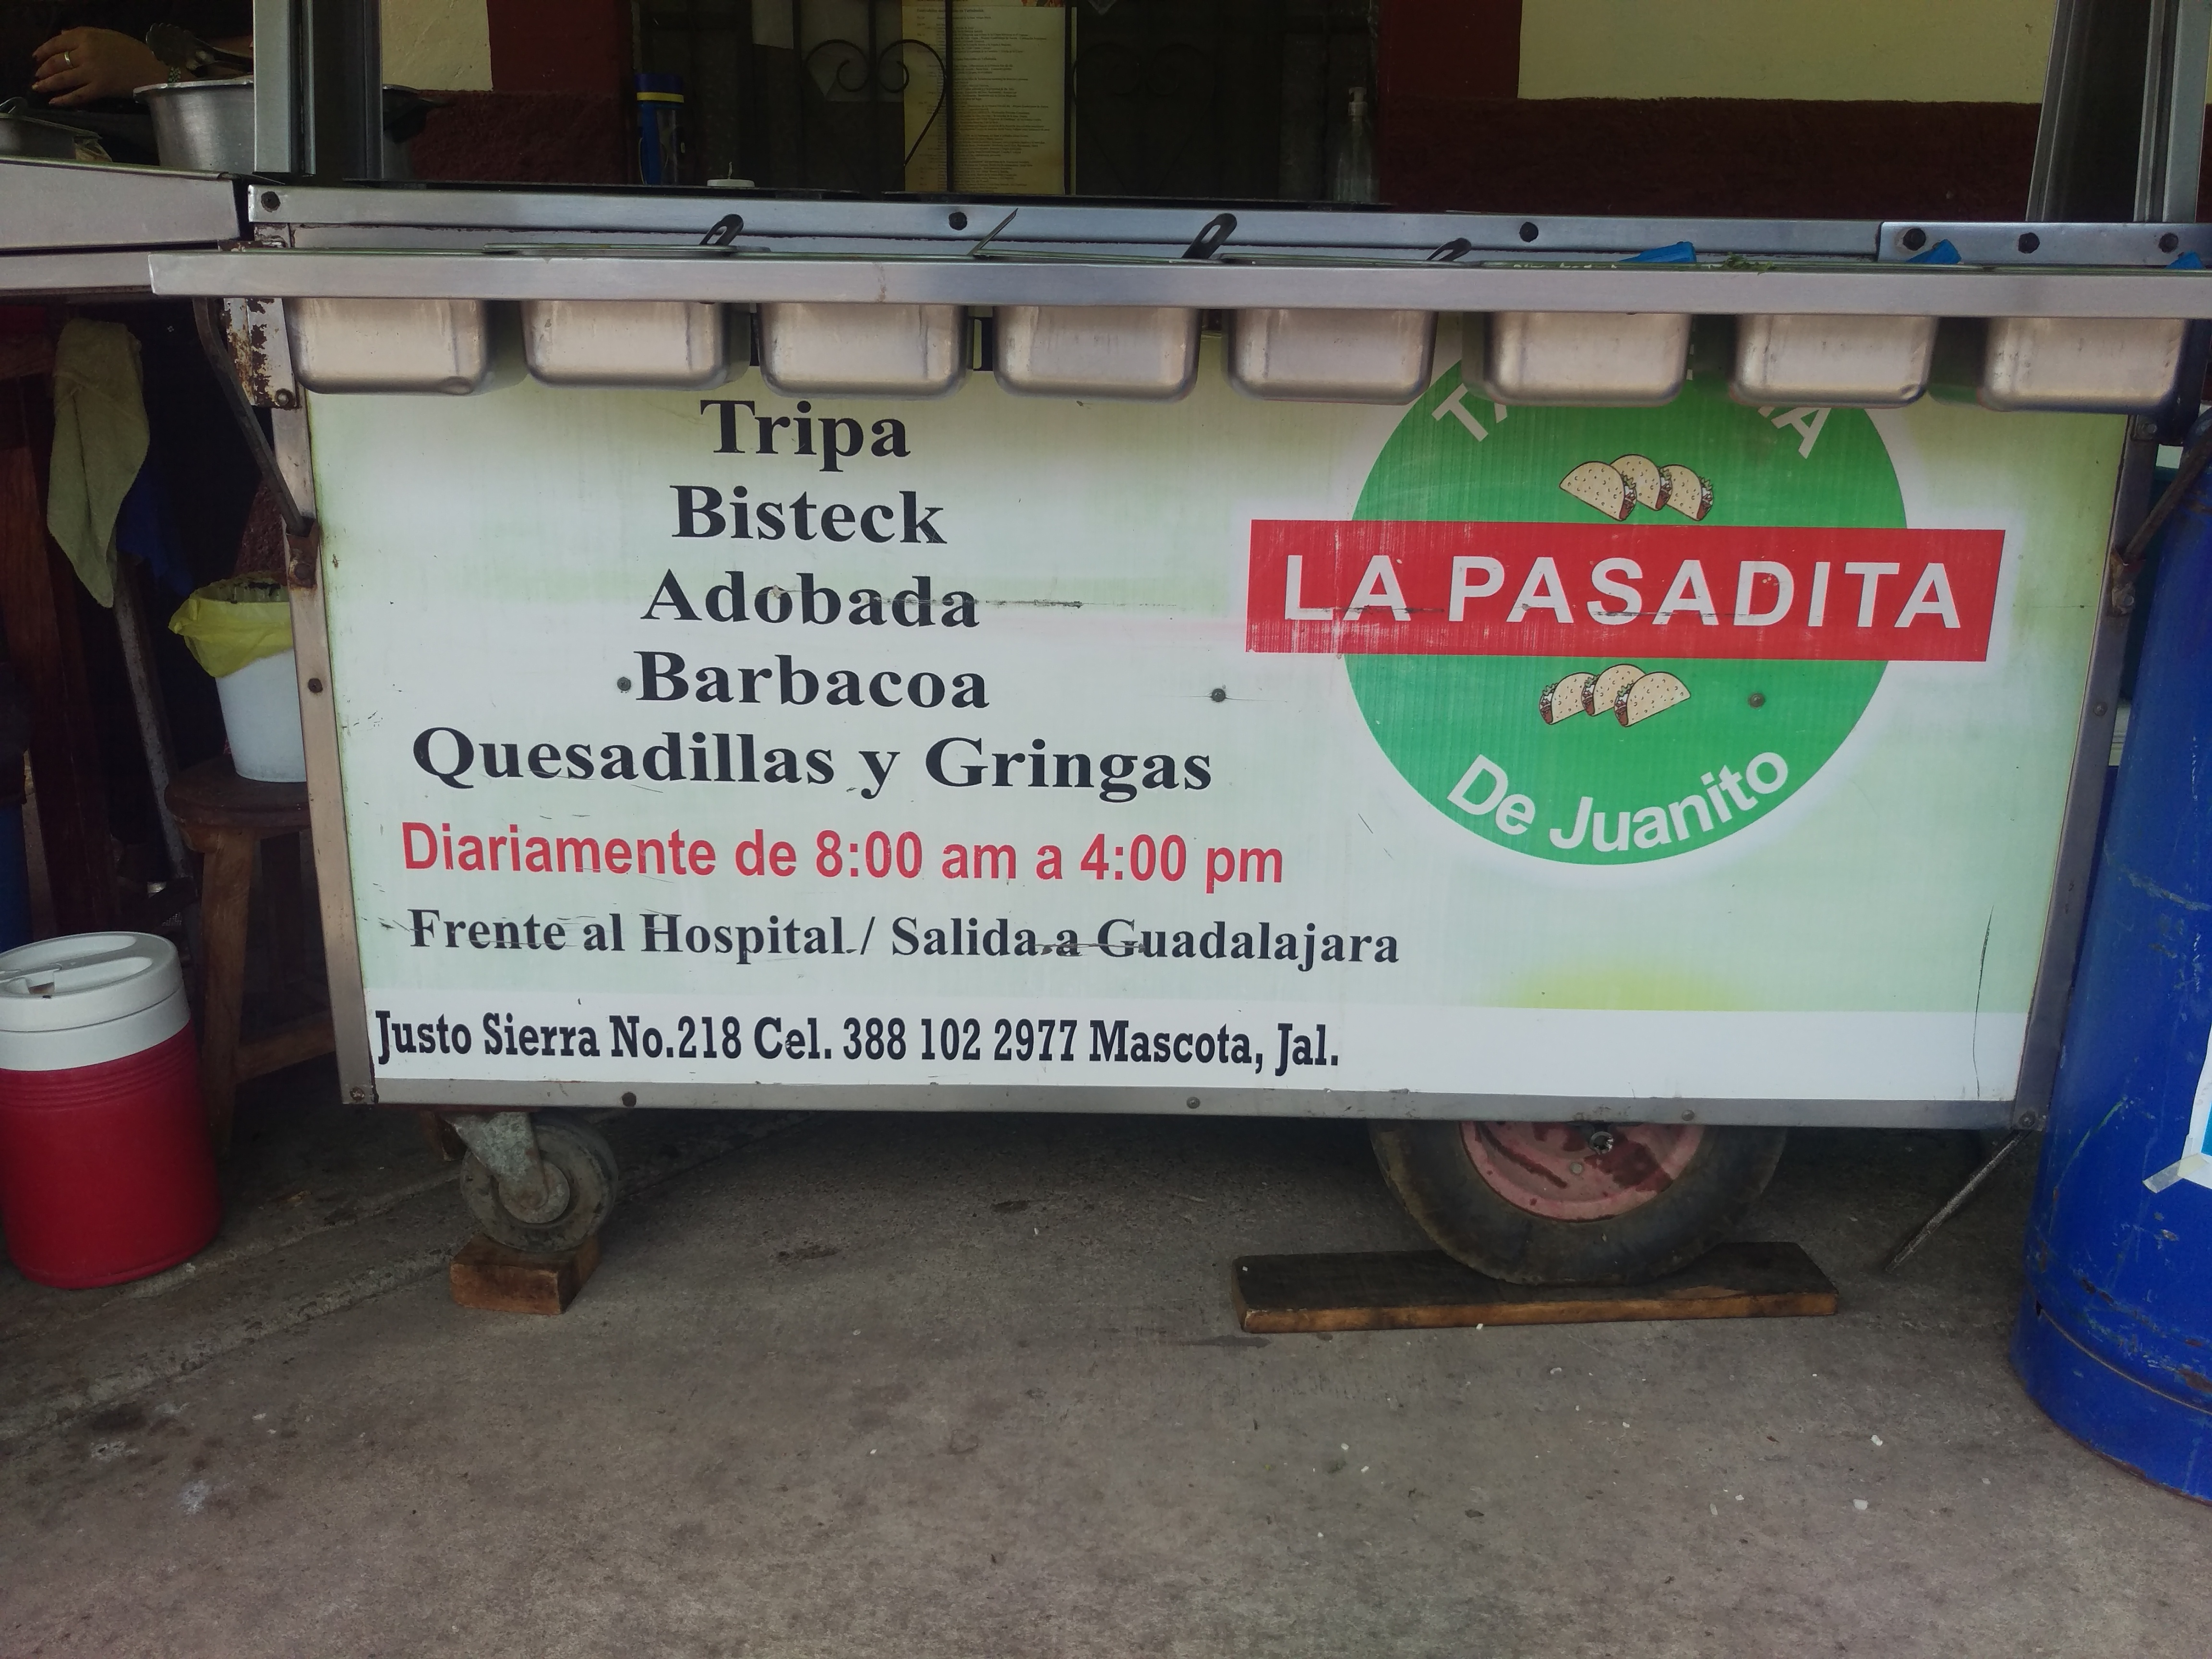 Tripa
Bisteck
Adobada
Barbacoa
Quesadillas y Gringas
Diariamente de 8:00 am a 4:00 pm
Frente al Hospital / Salida a Guadalajara
Justo Sierra No.218 Cel. 388 102 2977 Mascota, Jal.
LA PASADITA
De Juanito